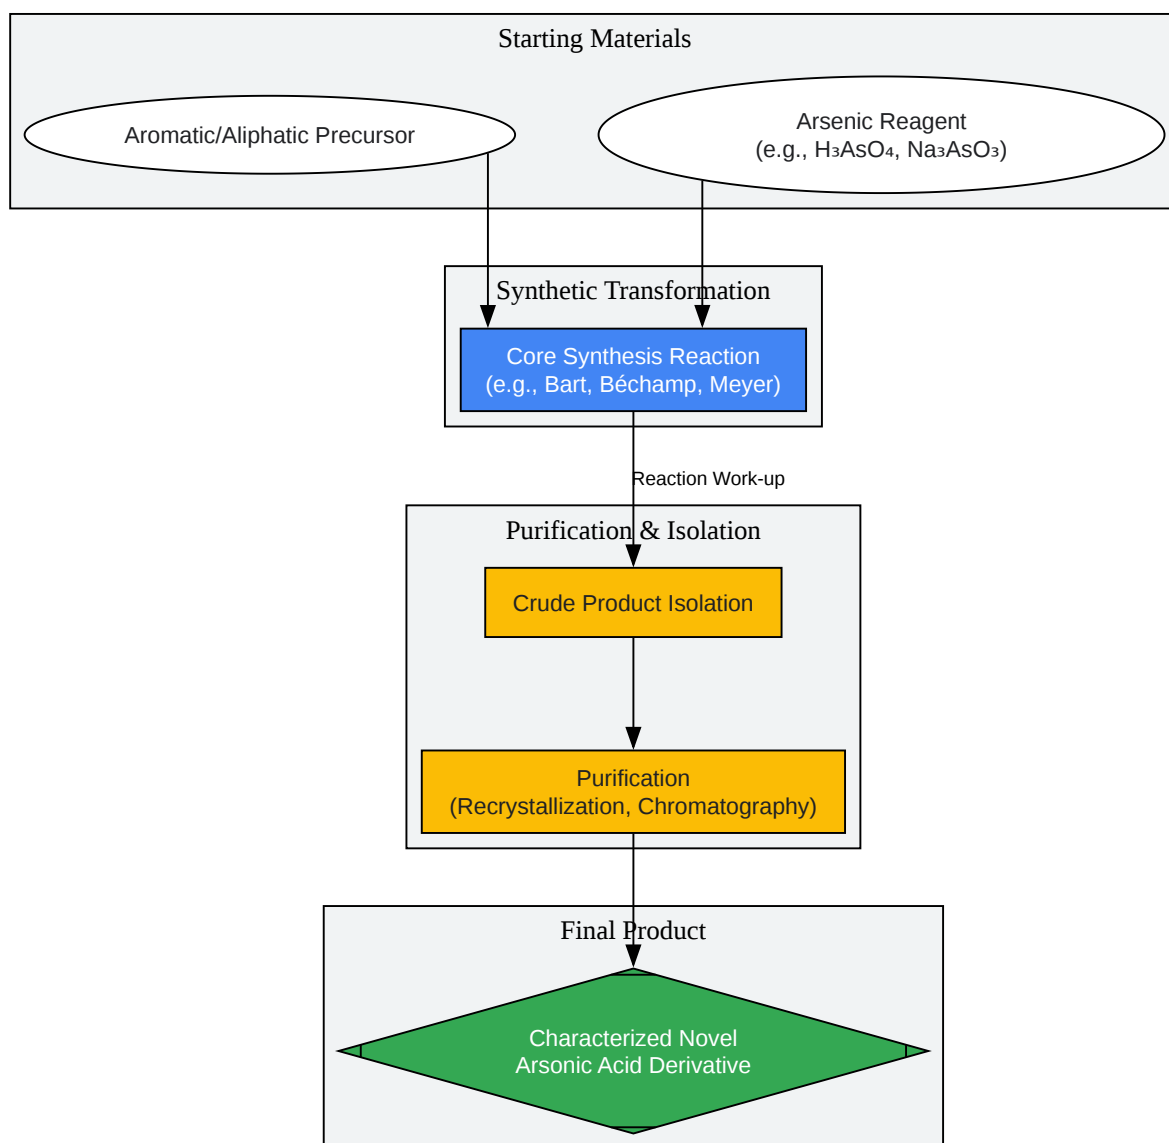 Starting Materials
Aromatic/Aliphatic Precursor
Arsenic Reagent
(e.g., H₃AsO₄, Na₃AsO₃)
Synthetic Transformation
Core Synthesis Reaction
(e.g., Bart, Béchamp, Meyer)
Reaction Work-up
Purification & Isolation
Crude Product Isolation
Purification
(Recrystallization, Chromatography)
Final Product
Characterized Novel
Arsonic Acid Derivative